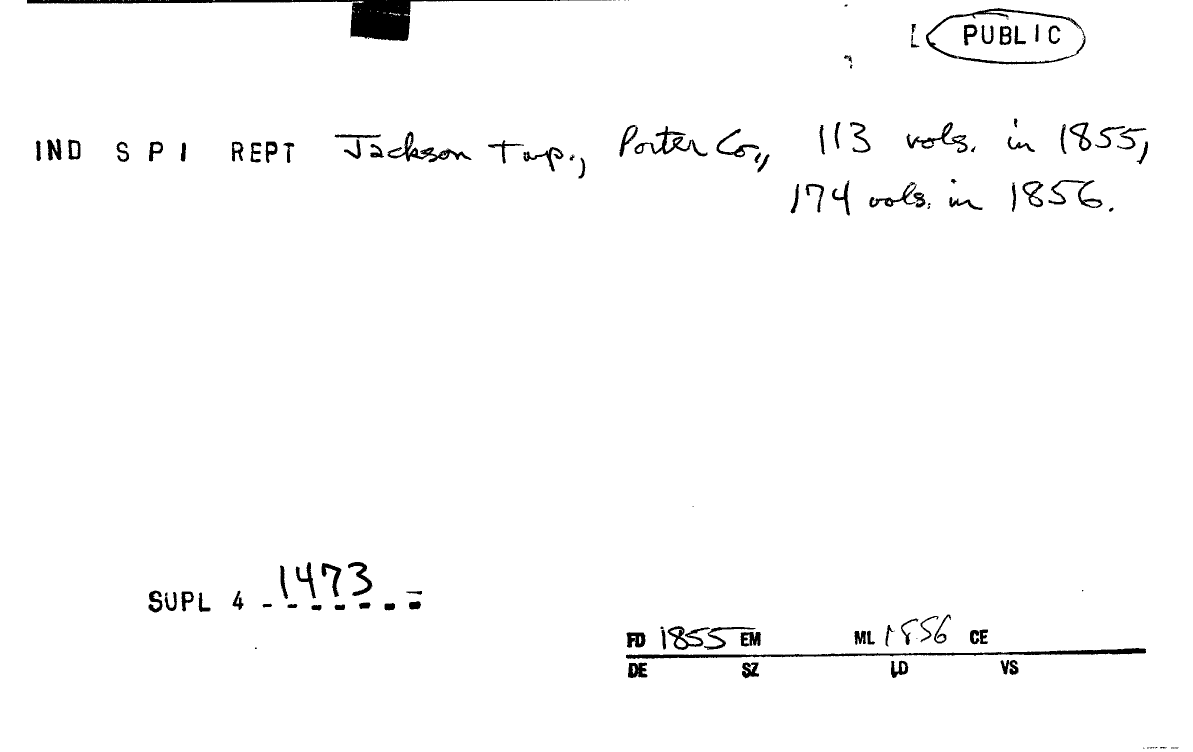 PUBLIC
IND S P I REPT Jackson Twp., Porter Co., 113 vols. in 1855,
174 vols. in 1856.
SUPL 4 1473
FD 1855 EM ML 1856 CE
DE SZ LD VS